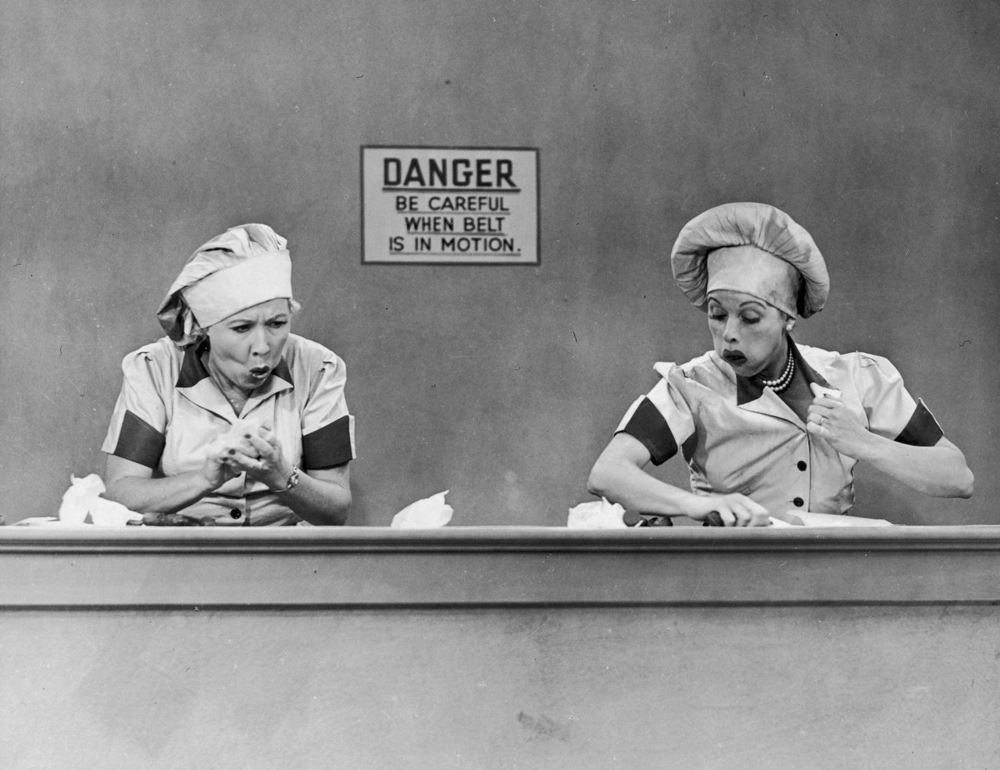 DANGER
BE CAREFUL
WHEN BELT
IS IN MOTION.